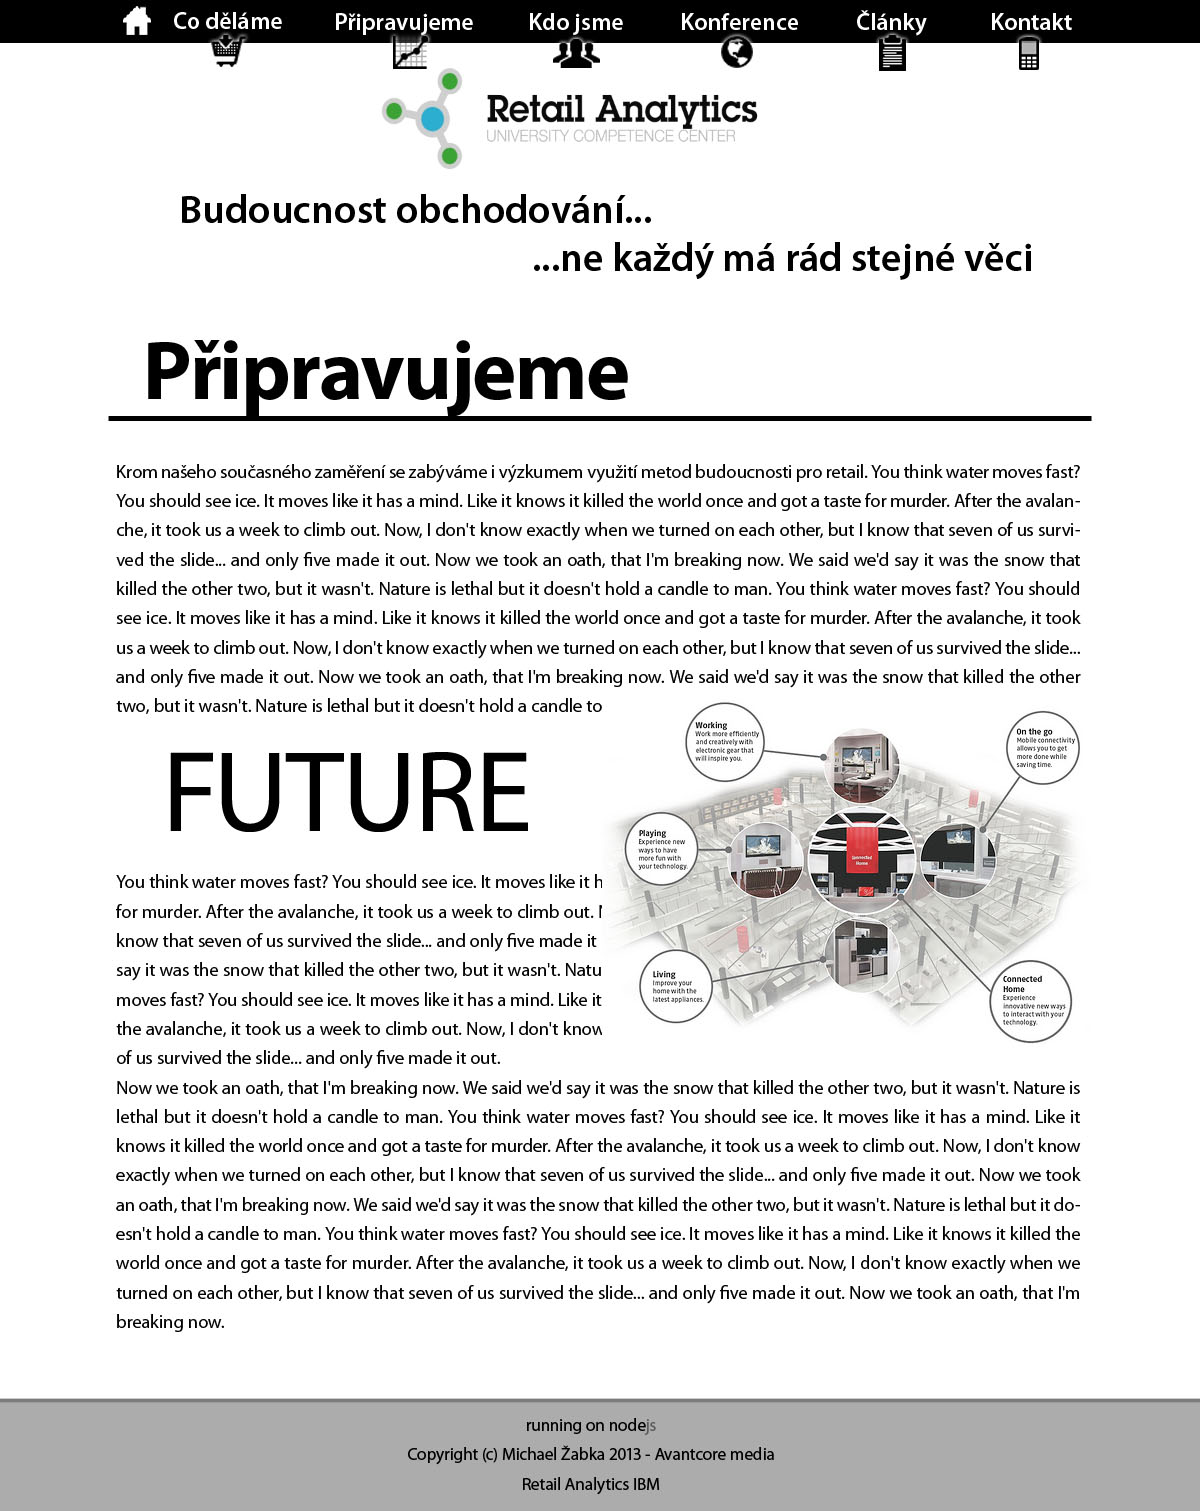 Co děláme Připravujeme Kdo jsme Konference Články Kontakt
Retail Analytics
UNIVERSITY COMPETENCE CENTER
Budoucnost obchodování...
...ne každý má rád stejné věci
Připravujeme
Krom našeho současného zaměření se zabýváme i výzkumem využití metod budoucnosti pro retail. You think water moves fast?
You should see ice. It moves like it has a mind. Like it knows it killed the world once and got a taste for murder. After the avalan-
che, it took us a week to climb out. Now, I don't know exactly when we turned on each other, but I know that seven of us survi-
ved the slide... and only five made it out. Now we took an oath, that I'm breaking now. We said we'd say it was the snow that
killed the other two, but it wasn't. Nature is lethal but it doesn't hold a candle to man. You think water moves fast? You should
see ice. It moves like it has a mind. Like it knows it killed the world once and got a taste for murder. After the avalanche, it took
us a week to climb out. Now, I don't know exactly when we turned on each other, but I know that seven of us survived the slide...
and only five made it out. Now we took an oath, that I'm breaking now. We said we'd say it was the snow that killed the other
two, but it wasn't. Nature is lethal but it doesn't hold a candle to
FUTURE
You think water moves fast? You should see ice. It moves like it
for murder. After the avalanche, it took us a week to climb out.
know that seven of us survived the slide... and only five made it
say it was the snow that killed the other two, but it wasn't. Natu
moves fast? You should see ice. It moves like it has a mind. Like it
the avalanche, it took us a week to climb out. Now, I don't know
of us survived the slide... and only five made it out.
Working
Work more efficiently
and creatively with
electronic gear that
will inspire you.
On the go
Mobile connectivity
allows you to get
more done while
saving time.
Playing
Experience new
ways to have
more fun with
your technology.
Connected
Home
Living
Improve your
home with the
latest appliances.
Connected
Home
Experience
innovative new ways
to interact with your
technology.
Now we took an oath, that I'm breaking now. We said we'd say it was the snow that killed the other two, but it wasn't. Nature is
lethal but it doesn't hold a candle to man. You think water moves fast? You should see ice. It moves like it has a mind. Like it
knows it killed the world once and got a taste for murder. After the avalanche, it took us a week to climb out. Now, I don't know
exactly when we turned on each other, but I know that seven of us survived the slide... and only five made it out. Now we took
an oath, that I'm breaking now. We said we'd say it was the snow that killed the other two, but it wasn't. Nature is lethal but it do-
esn't hold a candle to man. You think water moves fast? You should see ice. It moves like it has a mind. Like it knows it killed the
world once and got a taste for murder. After the avalanche, it took us a week to climb out. Now, I don't know exactly when we
turned on each other, but I know that seven of us survived the slide... and only five made it out. Now we took an oath, that I'm
breaking now.
running on nodejs
Copyright (c) Michael Žabka 2013 - Avantcore media
Retail Analytics IBM